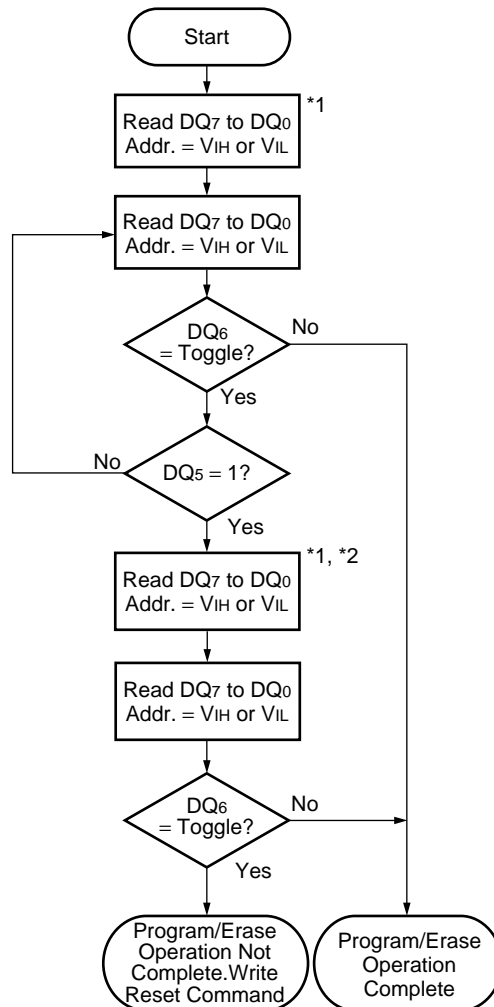 Start
*1
Read DQ7 to DQ0
Addr. = VIH or VIL
Read DQ7 to DQ0
Addr. = VIH or VIL
DQ6
= Toggle?
No
Yes
No
DQ5 = 1?
Yes
*1, *2
Read DQ7 to DQ0
Addr. = VIH or VIL
Read DQ7 to DQ0
Addr. = VIH or VIL
DQ6
= Toggle?
No
Yes
Program/Erase
Operation Not
Complete.Write
Reset Command
Program/Erase
Operation
Complete